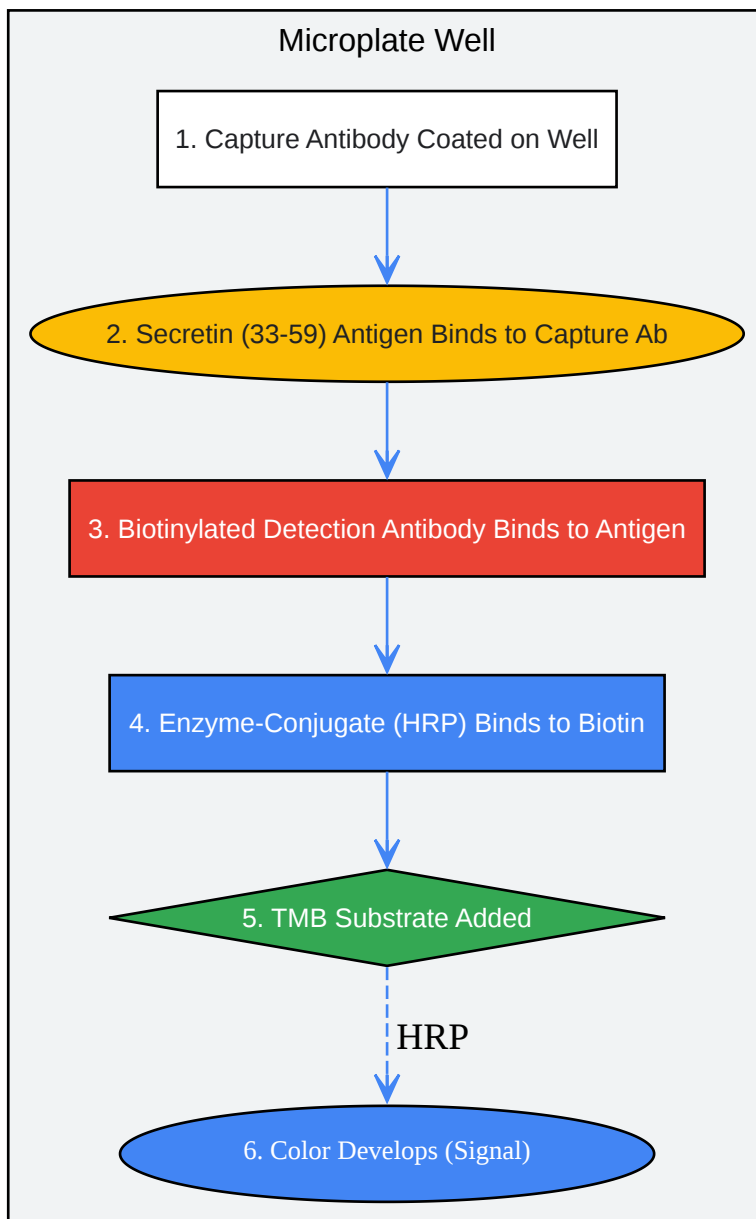 Microplate Well
1. Capture Antibody Coated on Well
2. Secretin (33-59) Antigen Binds to Capture Ab
3. Biotinylated Detection Antibody Binds to Antigen
4. Enzyme-Conjugate (HRP) Binds to Biotin
5. TMB Substrate Added
HRP
6. Color Develops (Signal)